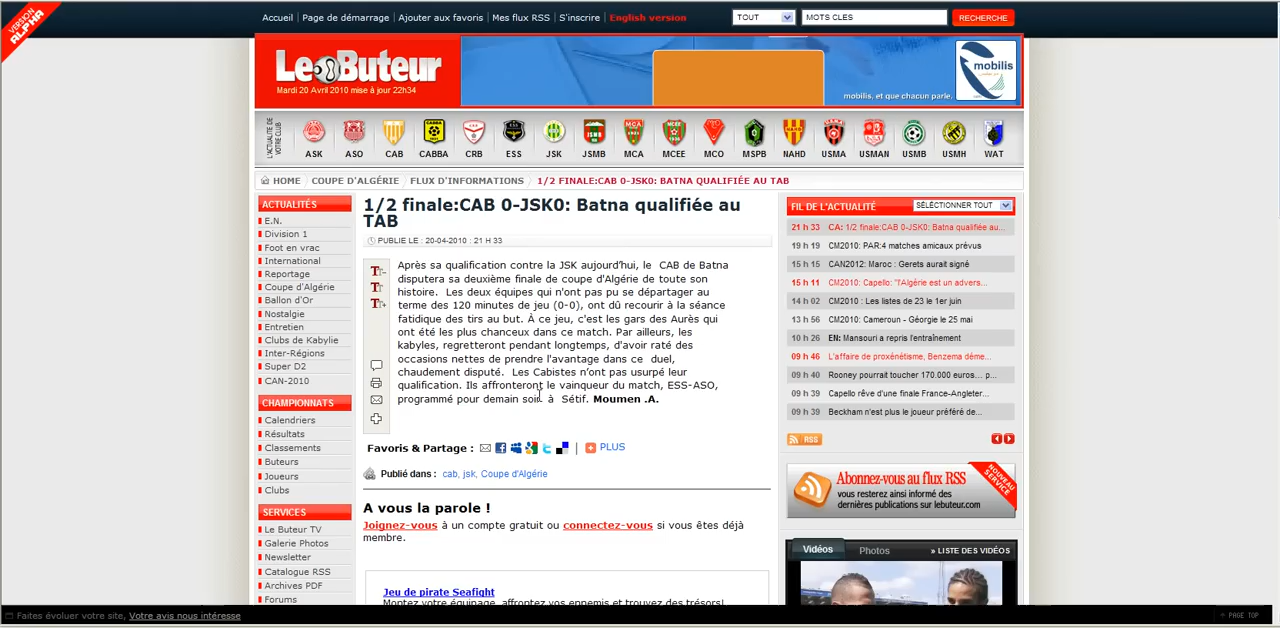 VERSION ALPHA
Accueil Page de démarrage Ajouter aux favoris Mes flux RSS S'inscrire English version TOUT MOTS CLES RECHERCHE
Le Buteur
Mardi 20 Avril 2010 mise à jour 22h34
mobilis
mobilis, et que chacun parle.
L'ACTUALITÉ DE VOTRE CLUB
ASK ASO CAB CABBA CRB ESS JSK JSMB MCA MCEE MCO MSPB NAHD USMA USMAN USMB USMH WAT
HOME COUPE D'ALGÉRIE FLUX D'INFORMATIONS 1/2 FINALE:CAB 0-JSK0: BATNA QUALIFIÉE AU TAB
ACTUALITÉS
E.N.
Division 1
Foot en vrac
International
Reportage
Coupe d'Algérie
Ballon d'Or
Nostalgie
Entretien
Clubs de Kabylie
Inter-Régions
Super D2
CAN-2010
CHAMPIONNATS
Calendriers
Résultats
Classements
Buteurs
Joueurs
Clubs
SERVICES
Le Buteur TV
Galerie Photos
Newsletter
Catalogue RSS
Archives PDF
Forums
1/2 finale:CAB 0-JSK0: Batna qualifiée au
TAB
PUBLIE LE : 20-04-2010 : 21 H 33
Après sa qualification contre la JSK aujourd'hui, le CAB de Batna
disputera sa deuxième finale de coupe d'Algérie de toute son
histoire. Les deux équipes qui n'ont pas pu se départager au
terme des 120 minutes de jeu (0-0), ont dû recourir à la séance
fatidique des tirs au but. À ce jeu, c'est les gars des Aurès qui
ont été les plus chanceux dans ce match. Par ailleurs, les
kabyles, regretteront pendant longtemps, d'avoir raté des
occasions nettes de prendre l'avantage dans ce duel,
chaudement disputé. Les Cabistes n'ont pas usurpé leur
qualification. Ils affronteront le vainqueur du match, ESS-ASO,
programmé pour demain soir à Sétif. Moumen .A.
Favoris & Partage : | PLUS
Publié dans : cab, jsk, Coupe d'Algérie
A vous la parole !
Joignez-vous à un compte gratuit ou connectez-vous si vous êtes déjà
membre.
Jeu de pirate Seafight
Montez votre équipage, affrontez vos ennemis et trouvez des trésors!
FIL DE L'ACTUALITÉ SÉLECTIONNER TOUT
21 h 33 CA: 1/2 finale:CAB 0-JSK0: Batna qualifiée au...
19 h 19 CM2010: PAR:4 matches amicaux prévus
15 h 15 CAN2012: Maroc : Gerets aurait signé
15 h 11 CM2010: Capello: "l'Algérie est un advers...
14 h 02 CM2010 : Les listes de 23 le 1er juin
13 h 56 CM2010: Cameroun - Géorgie le 25 mai
10 h 26 EN: Mansouri a repris l'entraînement
09 h 46 L'affaire de proxénétisme, Benzema déme...
09 h 40 Rooney pourrait toucher 170.000 euros... p...
09 h 39 Capello rêve d'une finale France-Angleter...
09 h 39 Beckham n'est plus le joueur préféré de...
RSS
Abonnez-vous au flux RSS
vous resterez ainsi informé des
dernières publications sur lebuteur.com
NOUVEAU SERVICE
Vidéos Photos » LISTE DES VIDÉOS
Faites évoluer votre site, Votre avis nous intéresse
PAGE TOP